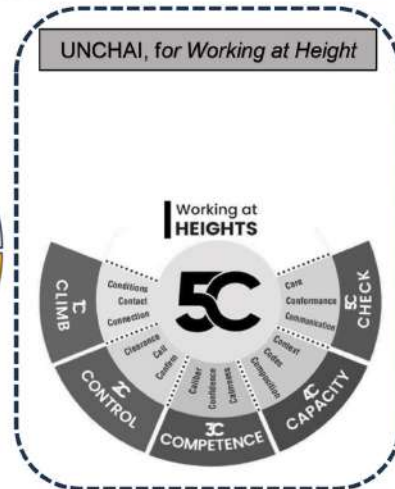 UNCHAI, for Working at Height
Working at
HEIGHTS
5C
1C
CLIMB
Conditions
Contact
Connection
2C
CONTROL
Clearance
Call
Confirm
3C
COMPETENCE
Caliber
Confidence
Calmness
4C
CAPACITY
Context
Codes
Composition
5C
CHECK
Care
Conformance
Communication